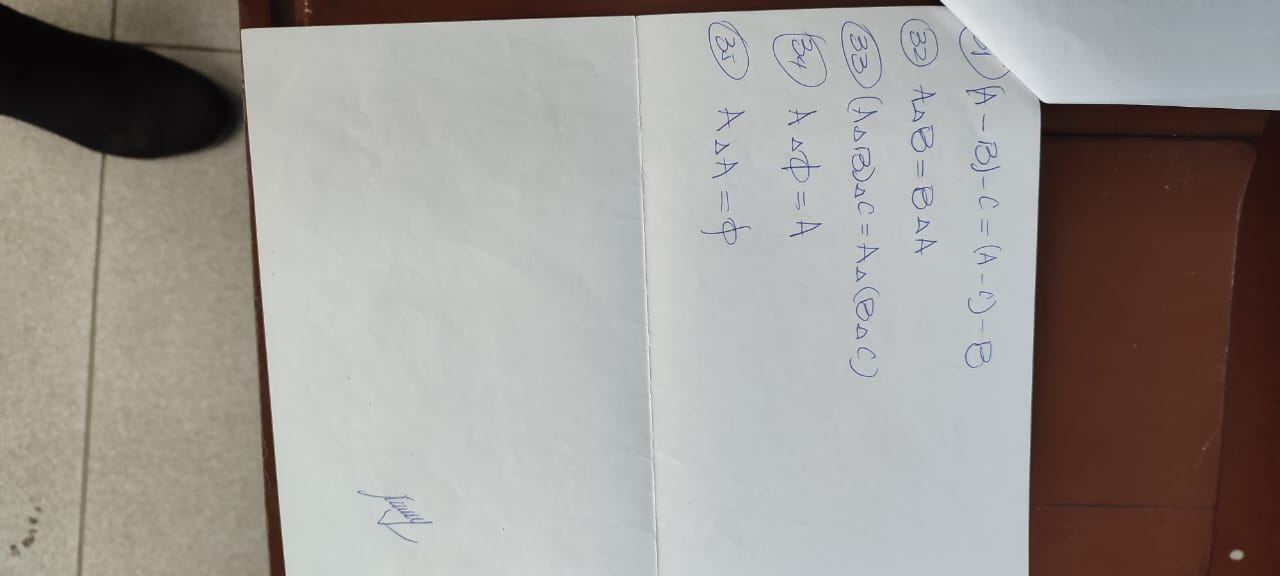 (A-B)-C=(A-C)-B
32 A△B=B△A
33 (A△B)△C=A△(B△C)
34 A△ϕ=A
35 A△A=ϕ